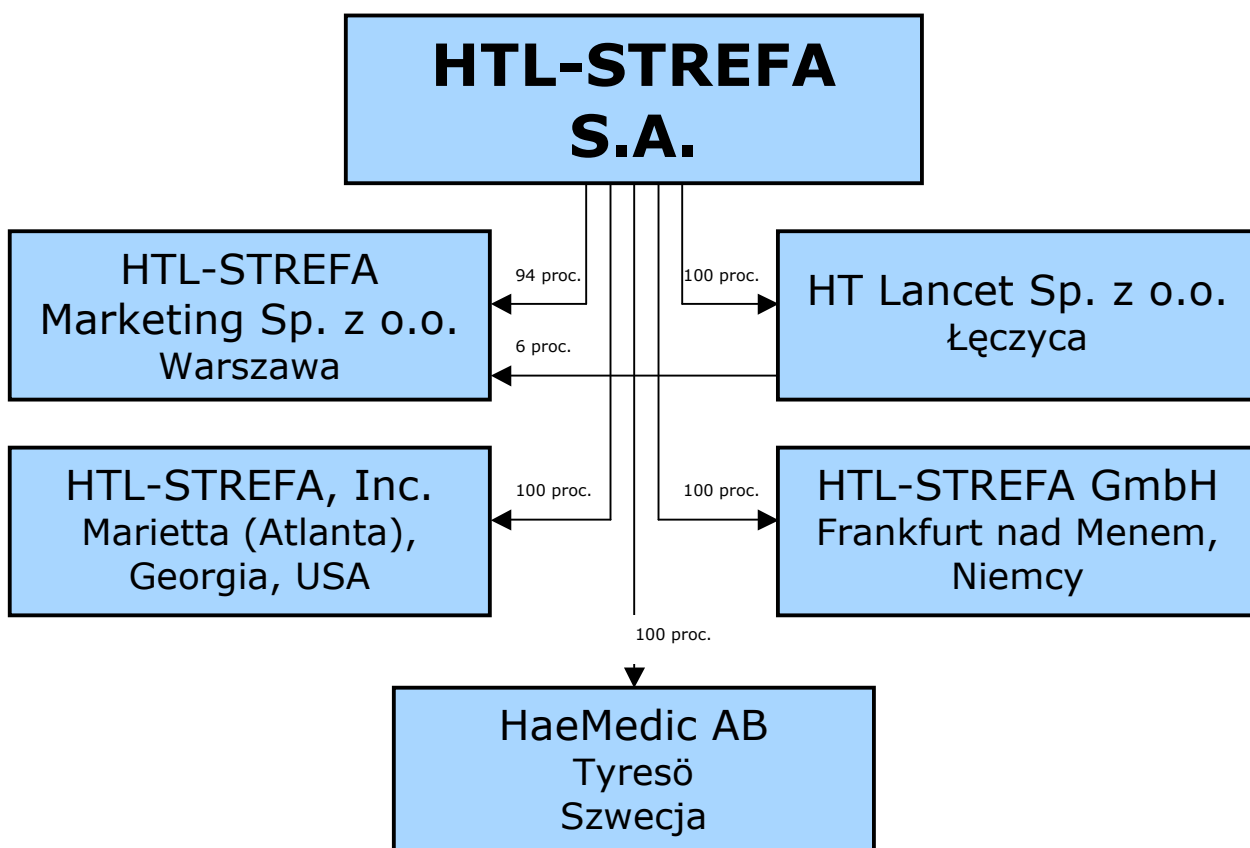 HTL-STREFA
S.A.
HTL-STREFA
Marketing Sp. z o.o.
Warszawa
94 proc.
100 proc.
HT Lancet Sp. z o.o.
Łęczyca
6 proc.
HTL-STREFA, Inc.
Marietta (Atlanta),
Georgia, USA
100 proc.
100 proc.
HTL-STREFA GmbH
Frankfurt nad Menem,
Niemcy
100 proc.
HaeMedic AB
Tyresö
Szwecja